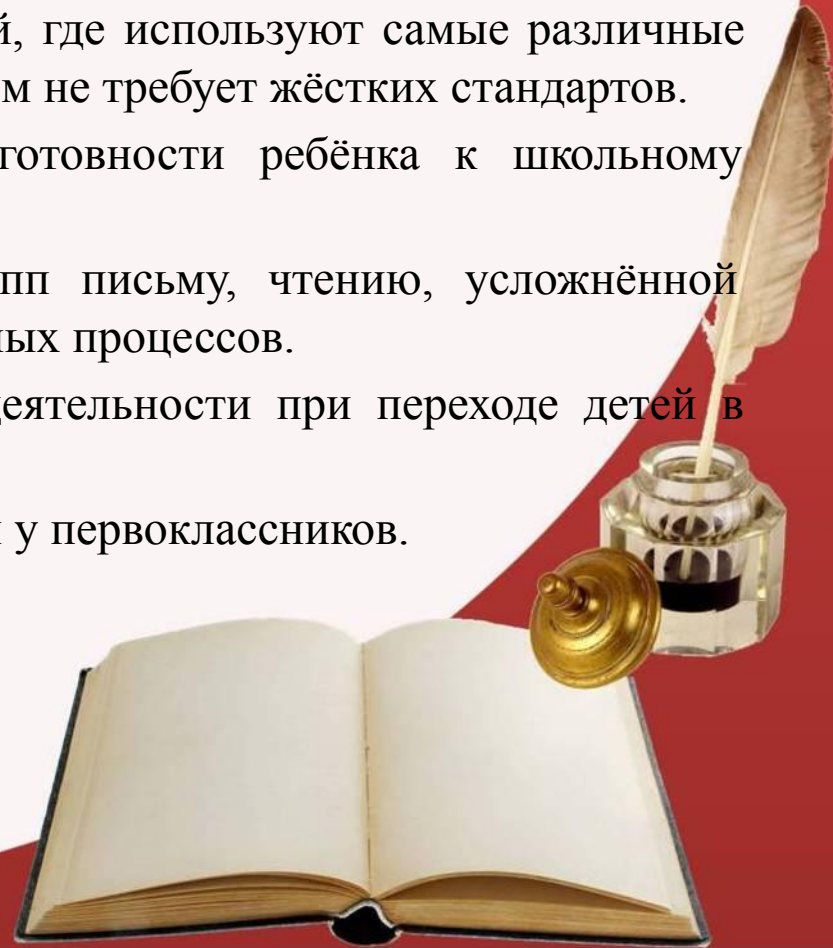 й, где используют самые различные
м не требует жёстких стандартов.
готовности ребёнка к школьному
пп письму, чтению, усложнённой
ных процессов.
деятельности при переходе детей в
у первоклассников.